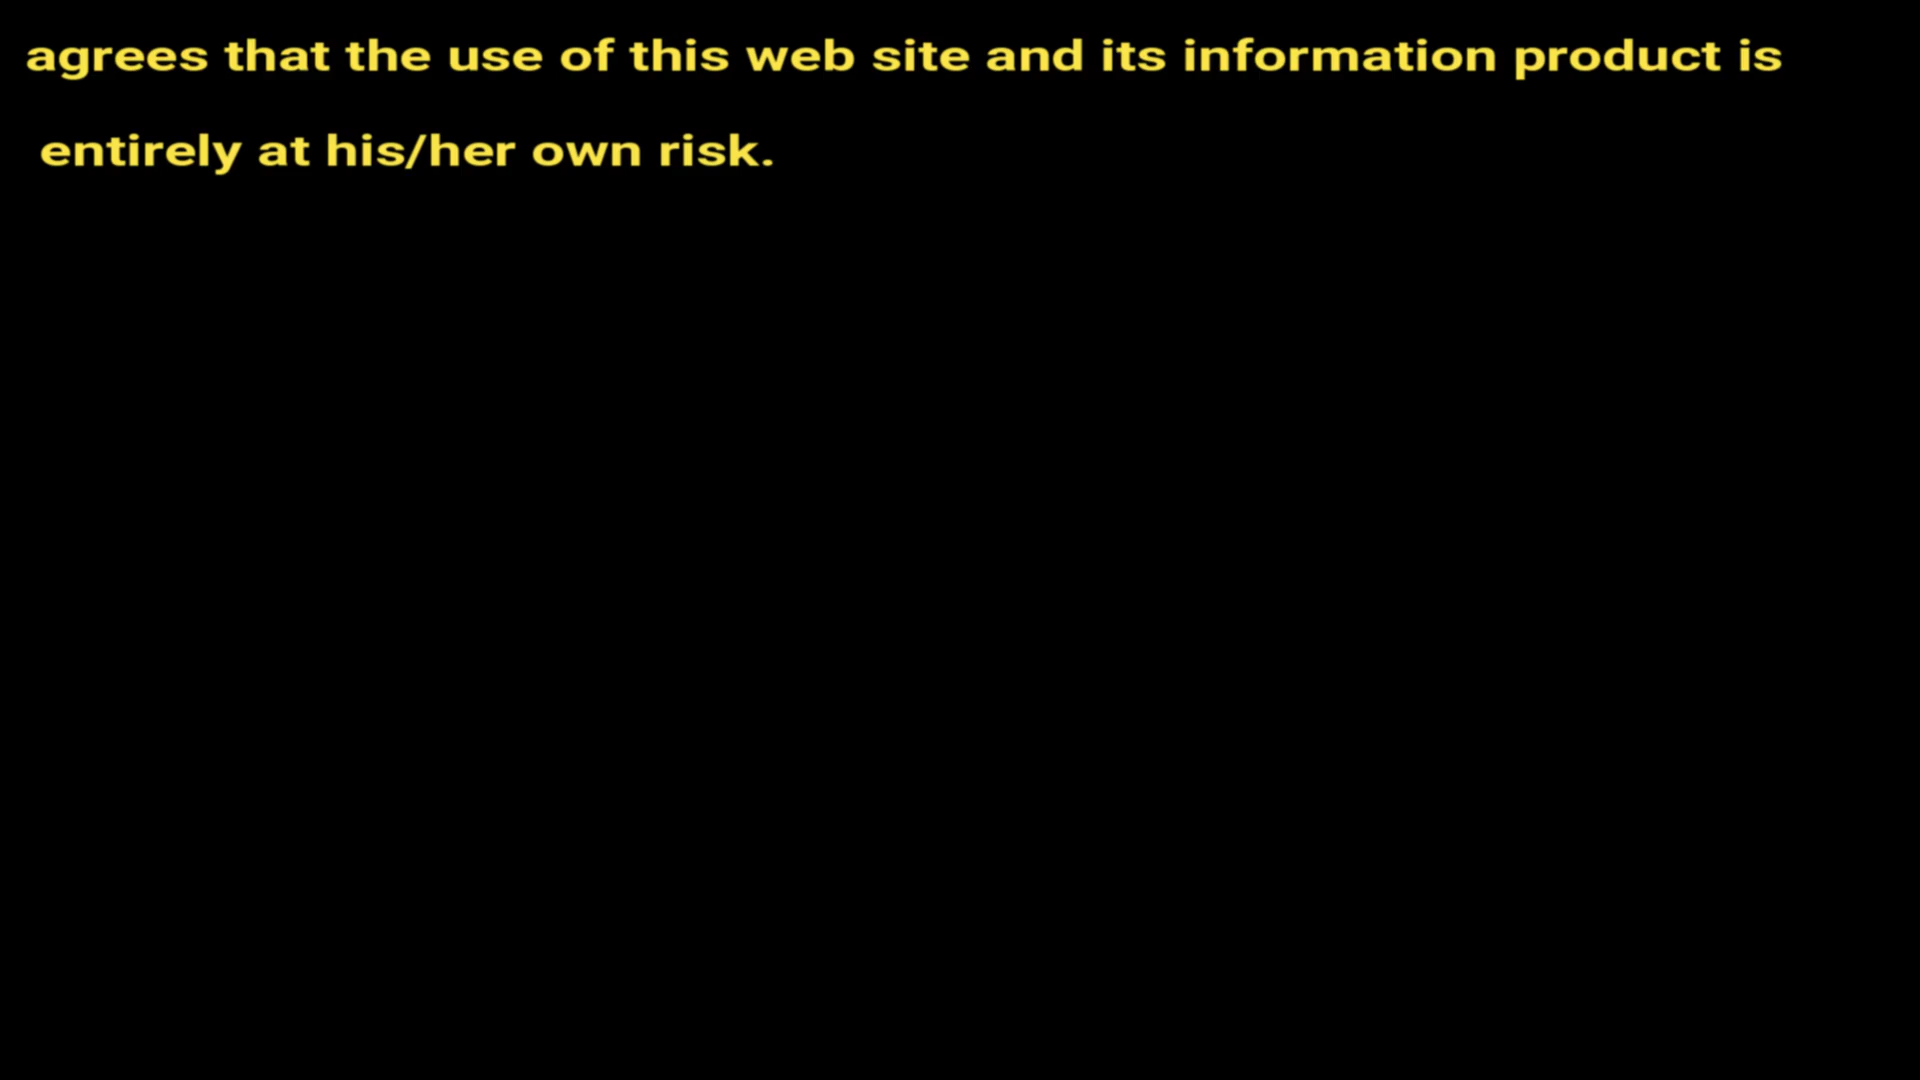 agrees that the use of this web site and its information product is
entirely at his/her own risk.